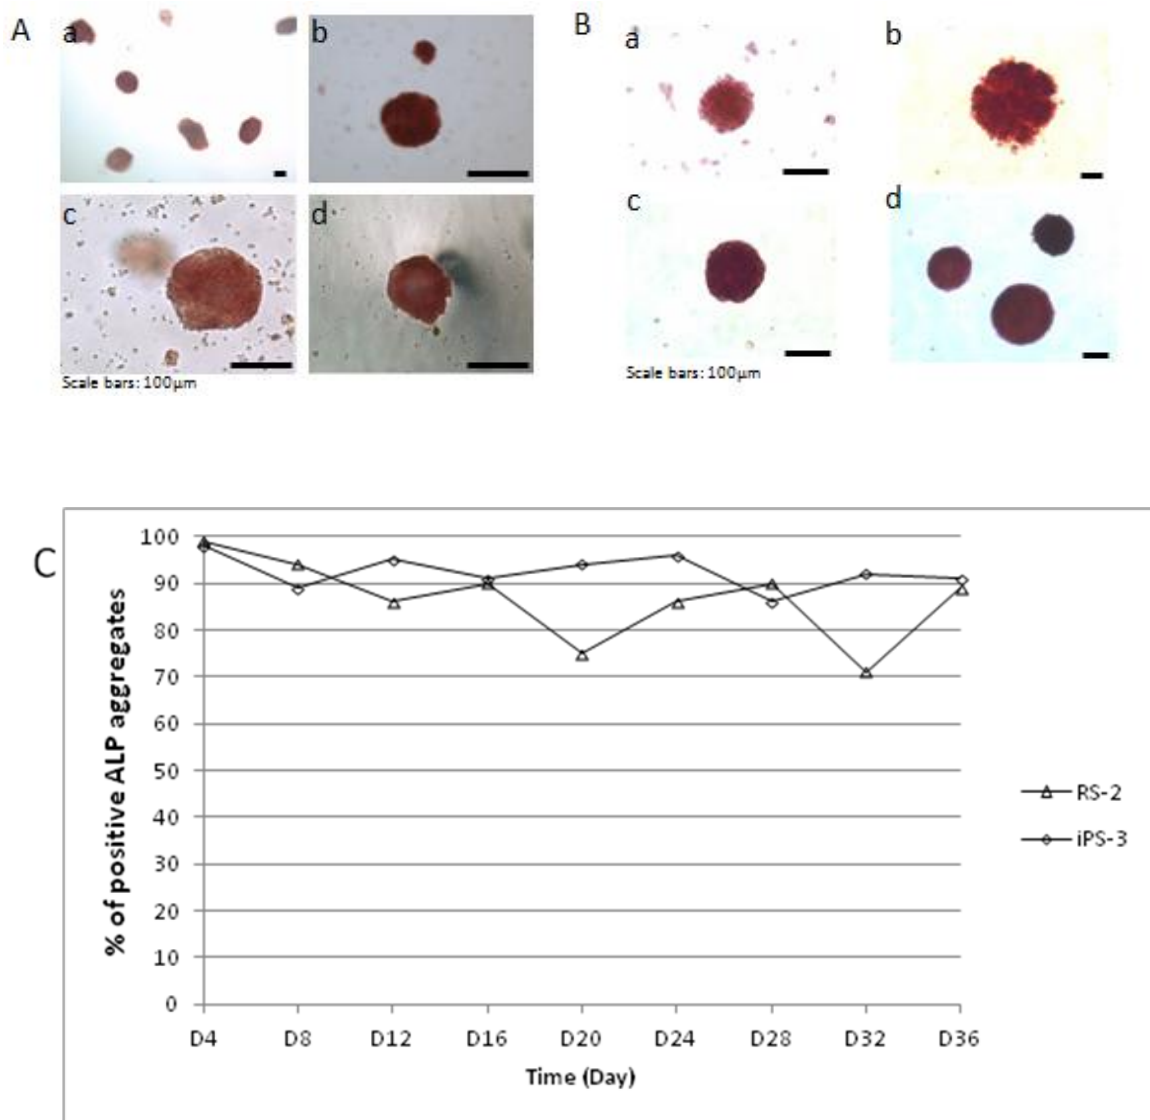 A
a
b
c
d
Scale bars: 100µm
B
a
b
c
d
Scale bars: 100µm
C
% of positive ALP aggregates
100
90
80
70
60
50
40
30
20
10
0
D4 D8 D12 D16 D20 D24 D28 D32 D36
Time (Day)
RS-2
iPS-3